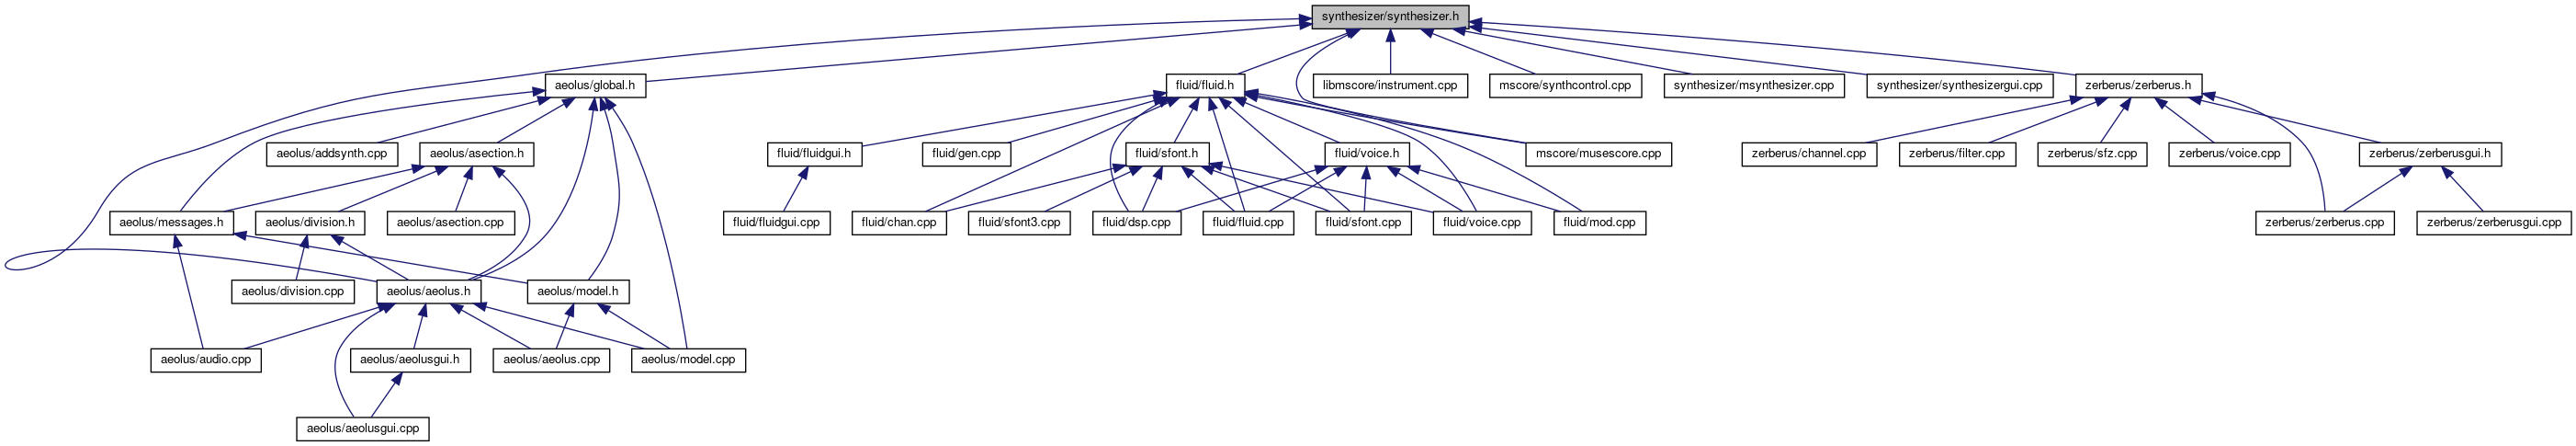 synthesizer/synthesizer.h
aeolus/global.h
fluid/fluid.h
libmscore/instrument.cpp
mscore/synthcontrol.cpp
synthesizer/msynthesizer.cpp
synthesizer/synthesizergui.cpp
zerberus/zerberus.h
aeolus/addsynth.cpp
aeolus/asection.h
fluid/fluidgui.h
fluid/gen.cpp
fluid/sfont.h
fluid/voice.h
mscore/musescore.cpp
zerberus/channel.cpp
zerberus/filter.cpp
zerberus/sfz.cpp
zerberus/voice.cpp
zerberus/zerberusgui.h
aeolus/messages.h
aeolus/division.h
aeolus/asection.cpp
fluid/fluidgui.cpp
fluid/chan.cpp
fluid/sfont3.cpp
fluid/dsp.cpp
fluid/fluid.cpp
fluid/sfont.cpp
fluid/voice.cpp
fluid/mod.cpp
zerberus/zerberus.cpp
zerberus/zerberusgui.cpp
aeolus/division.cpp
aeolus/aeolus.h
aeolus/model.h
aeolus/audio.cpp
aeolus/aeolusgui.h
aeolus/aeolus.cpp
aeolus/model.cpp
aeolus/aeolusgui.cpp